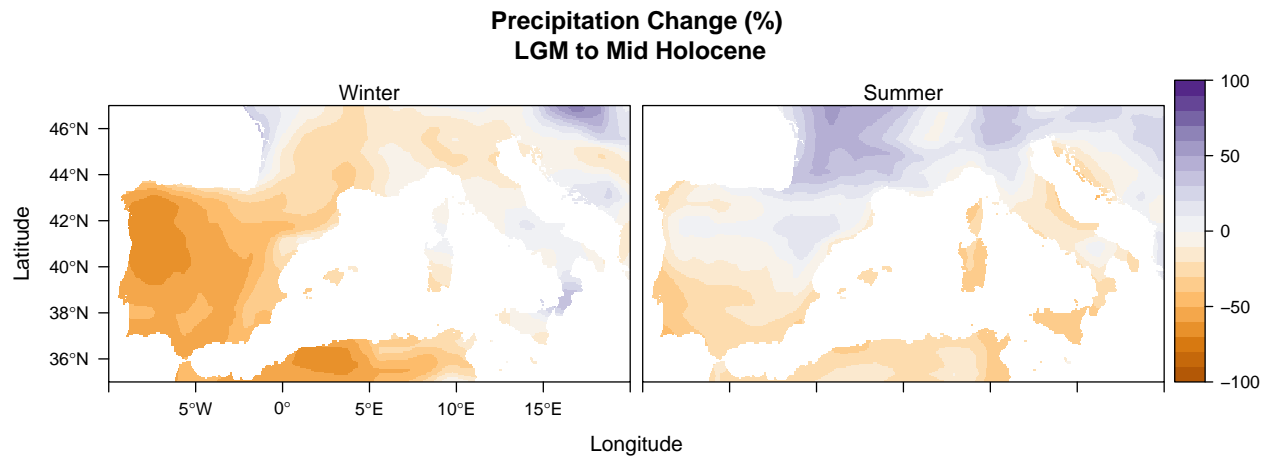 Precipitation Change (%)
LGM to Mid Holocene
Winter
Summer
46°N
44°N
42°N
40°N
38°N
36°N
Latitude
5°W 0° 5°E 10°E 15°E
Longitude
100
50
0
−50
−100